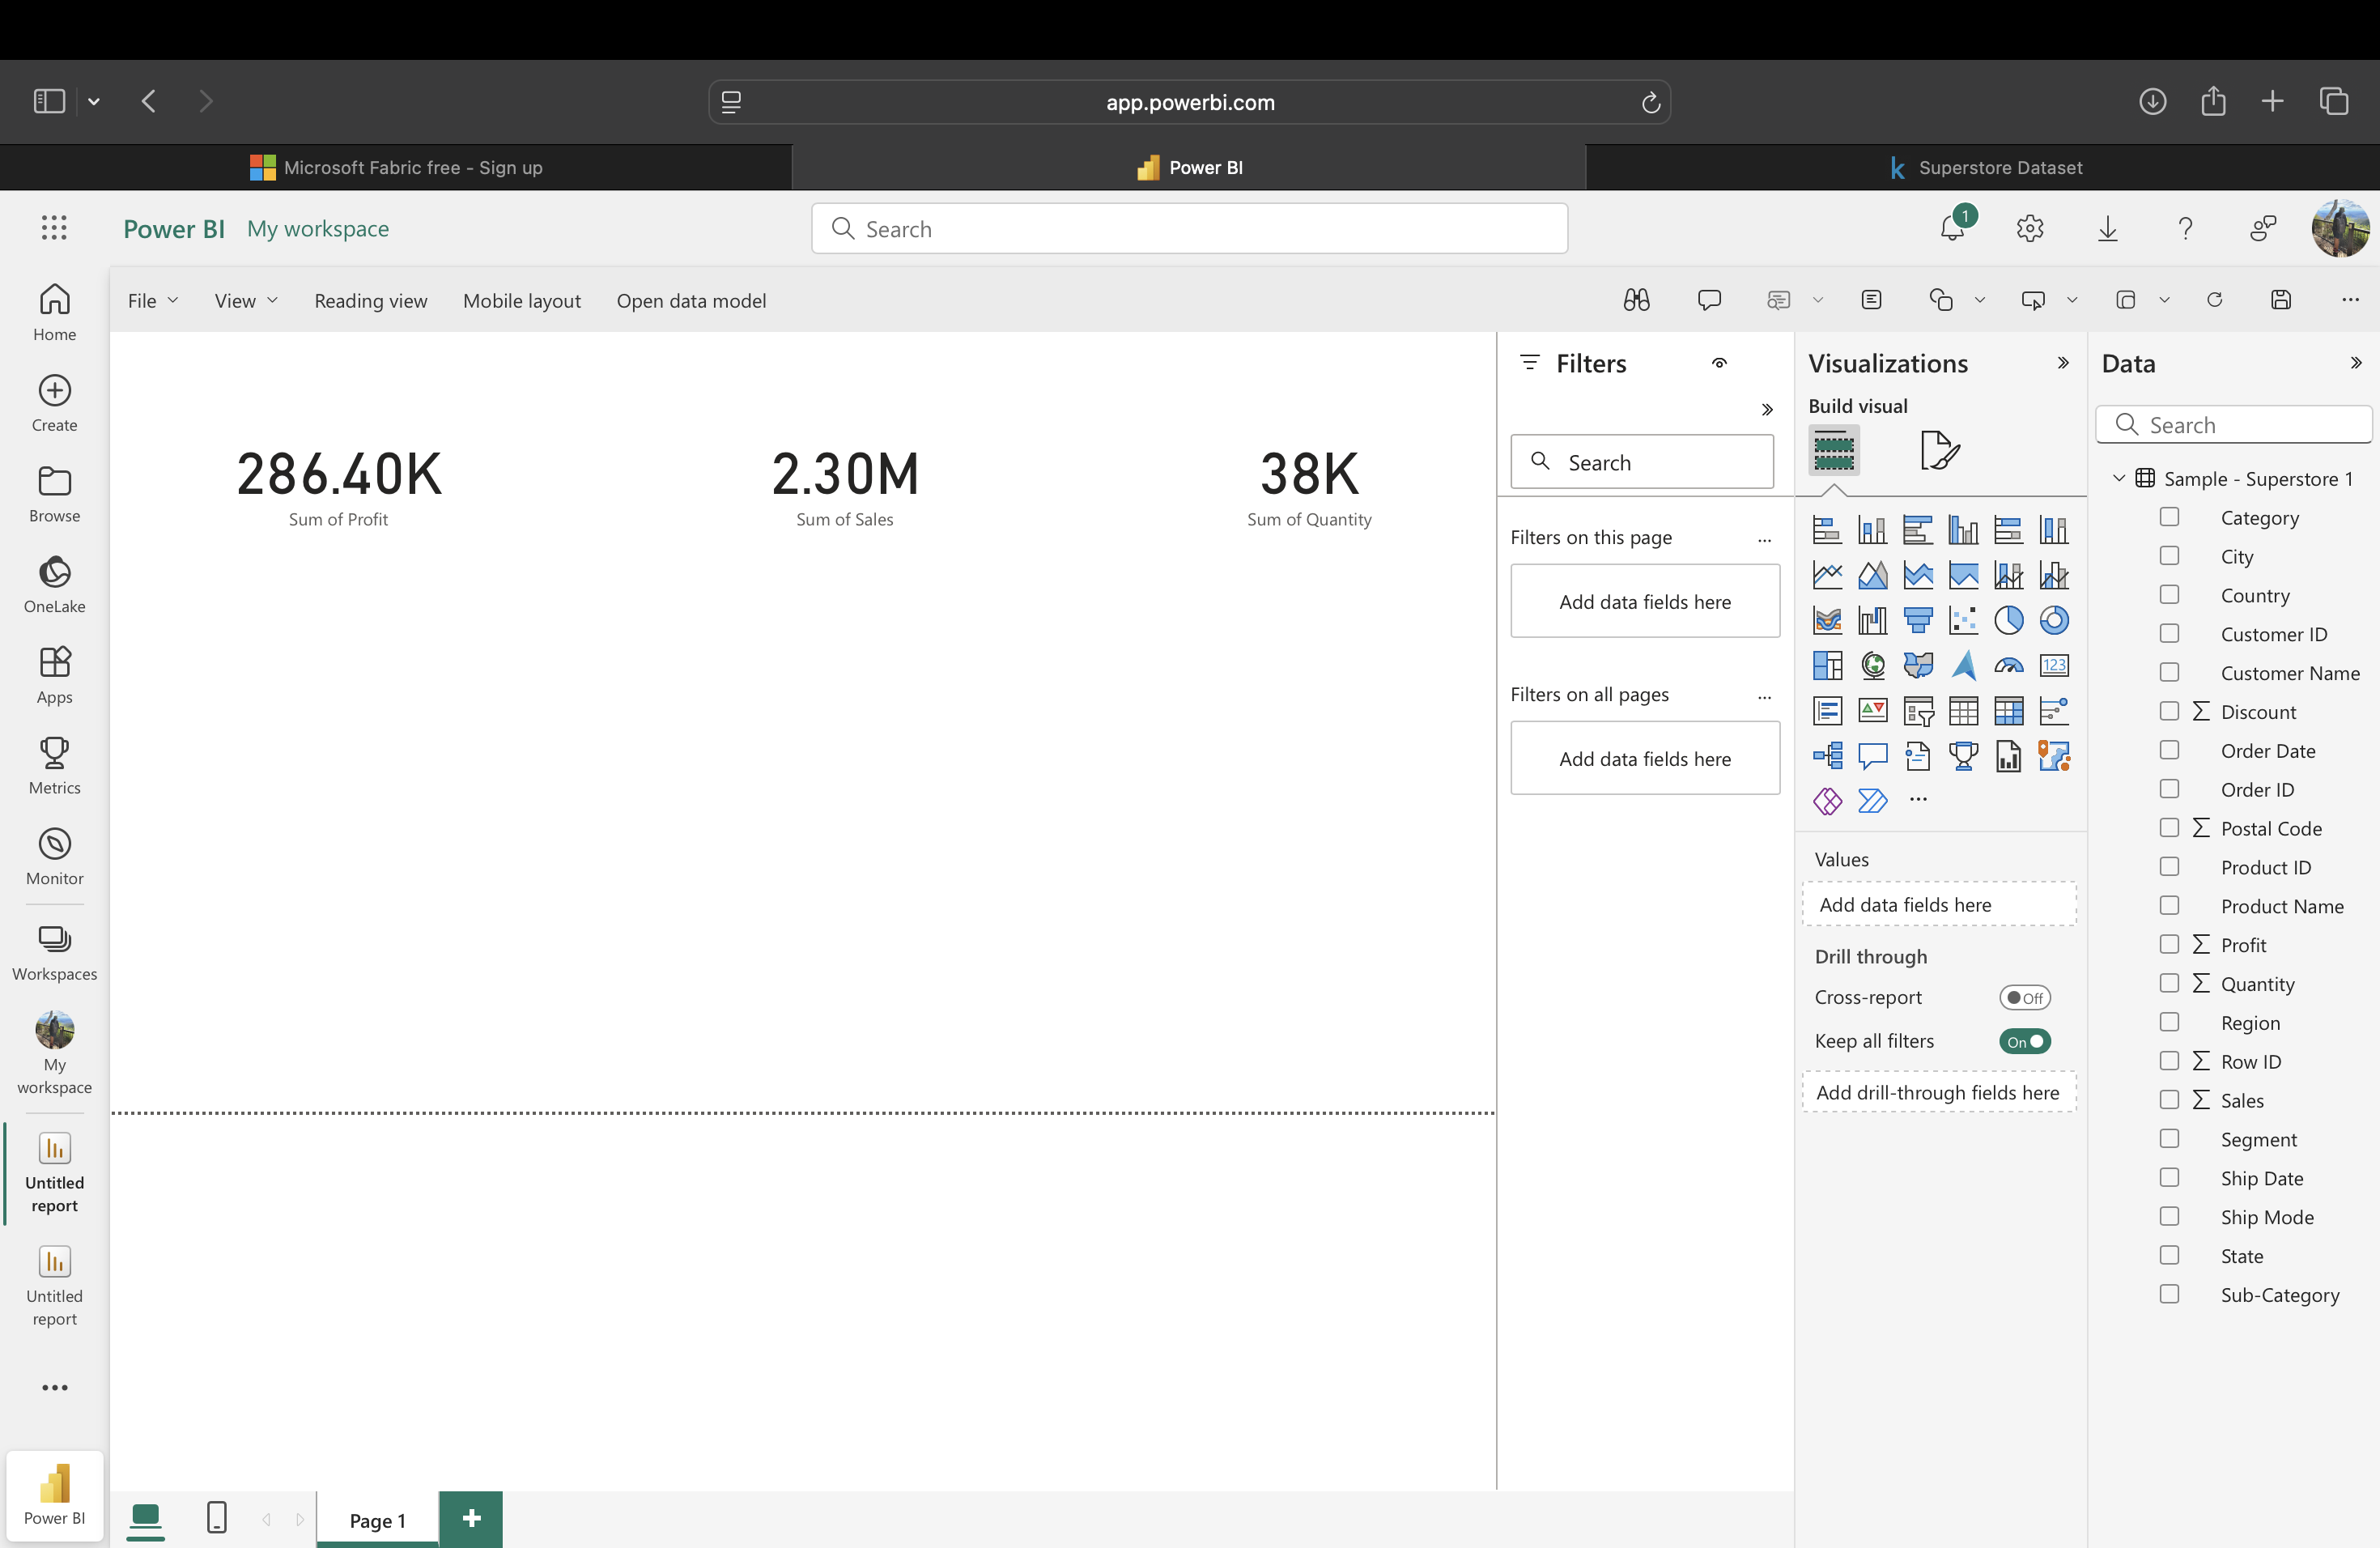 app.powerbi.com
Microsoft Fabric free - Sign up
Power BI
k Superstore Dataset
Power BI My workspace
Search
1
File View Reading view Mobile layout Open data model
Home
Create
Browse
OneLake
Apps
Metrics
Monitor
Workspaces
My
workspace
Untitled
report
Untitled
report
Power BI
286.40K
Sum of Profit
2.30M
Sum of Sales
38K
Sum of Quantity
Page 1
Filters
Search
Filters on this page
Add data fields here
Filters on all pages
Add data fields here
Visualizations
Build visual
123
Values
Add data fields here
Drill through
Cross-report Off
Keep all filters On
Add drill-through fields here
Data
Search
Sample - Superstore 1
Category
City
Country
Customer ID
Customer Name
Σ Discount
Order Date
Order ID
Σ Postal Code
Product ID
Product Name
Σ Profit
Σ Quantity
Region
Σ Row ID
Σ Sales
Segment
Ship Date
Ship Mode
State
Sub-Category